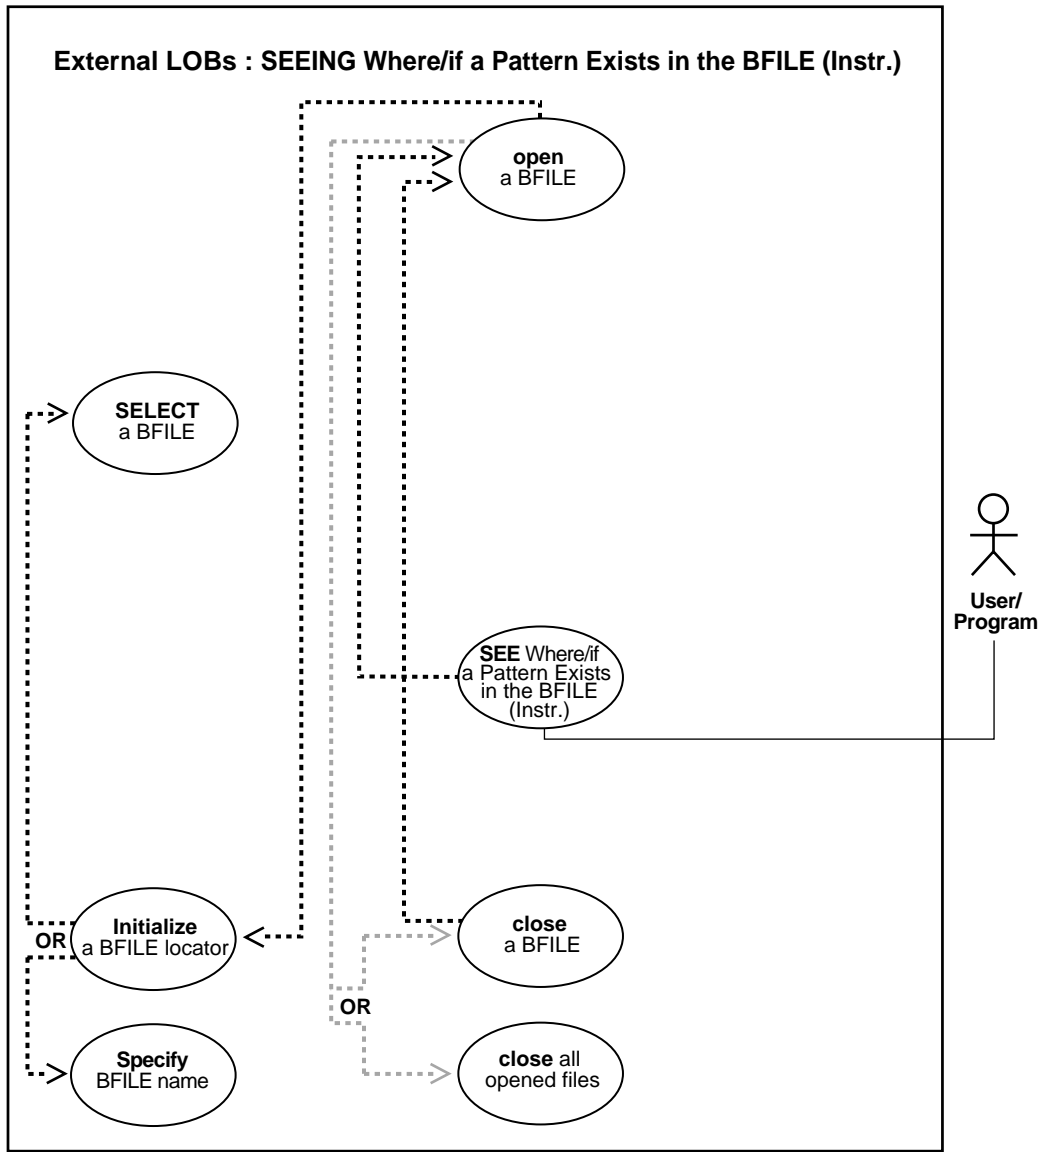 External LOBs : SEEING Where/if a Pattern Exists in the BFILE (Instr.)
open
a BFILE
SELECT
a BFILE
User/
Program
SEE Where/if
a Pattern Exists
in the BFILE
(Instr.)
Initialize
a BFILE locator
OR
close
a BFILE
OR
Specify
BFILE name
close all
opened files